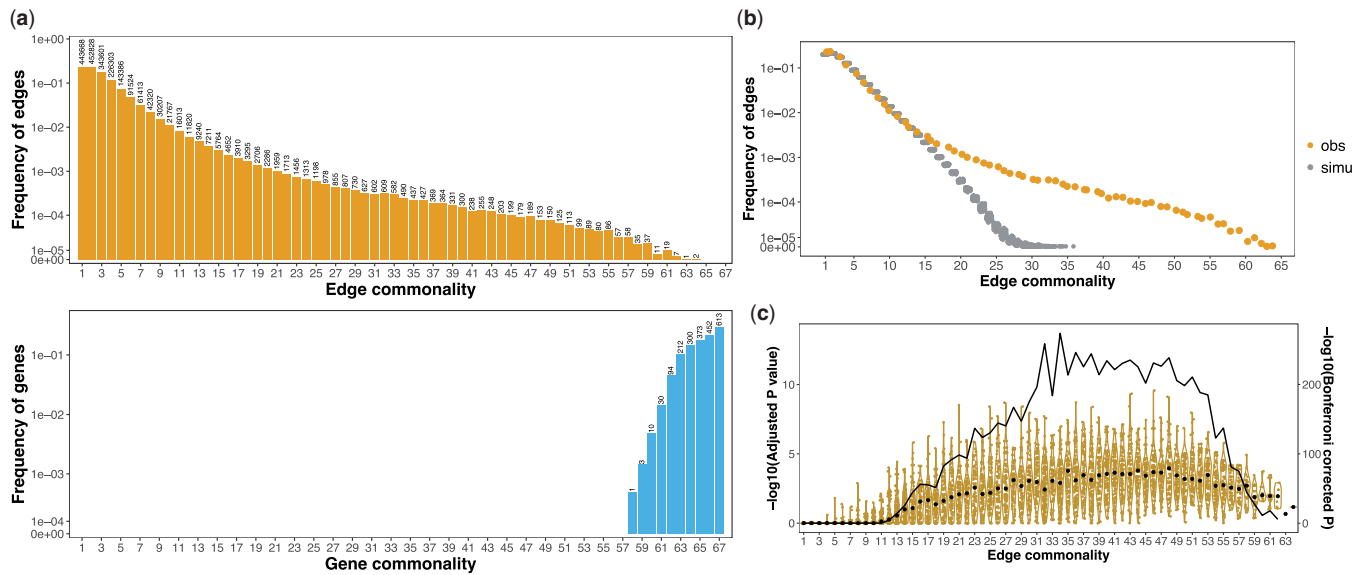 (a)
Frequency of edges
1e+00
1e−01
1e−02
1e−03
1e−04
1e−05
0e+00
443668 452828 343601 226303 143386 91524 61413 42320 30207 21767 16013 11820 9240 7211 5764 4652 3910 3295 2706 2286 1959 1713 1456 1313 1198 978 855 807 730 627 602 609 582 490 437 427 369 364 331 300 238 255 248 203 199 179 189 153 150 125 113 99 89 80 86 57 58 35 37 11 19 7 1 2
1 3 5 7 9 11 13 15 17 19 21 23 25 27 29 31 33 35 37 39 41 43 45 47 49 51 53 55 57 59 61 63 65 67
Edge commonality
Frequency of genes
1e−01
1e−02
1e−03
1e−04
0e+00
1 3 10 30 94 212 300 373 452 613
1 3 5 7 9 11 13 15 17 19 21 23 25 27 29 31 33 35 37 39 41 43 45 47 49 51 53 55 57 59 61 63 65 67
Gene commonality
(b)
Frequency of edges
1e−01
1e−02
1e−03
1e−04
1e−05
0e+00
1 5 10 15 20 25 30 35 40 45 50 55 60 65
Edge commonality
obs
simu
(c)
−log10(Adjusted P value)
10
5
0
−log10(Bonferroni corrected P)
200
100
0
1 3 5 7 9 11 13 15 17 19 21 23 25 27 29 31 33 35 37 39 41 43 45 47 49 51 53 55 57 59 61 63
Edge commonality